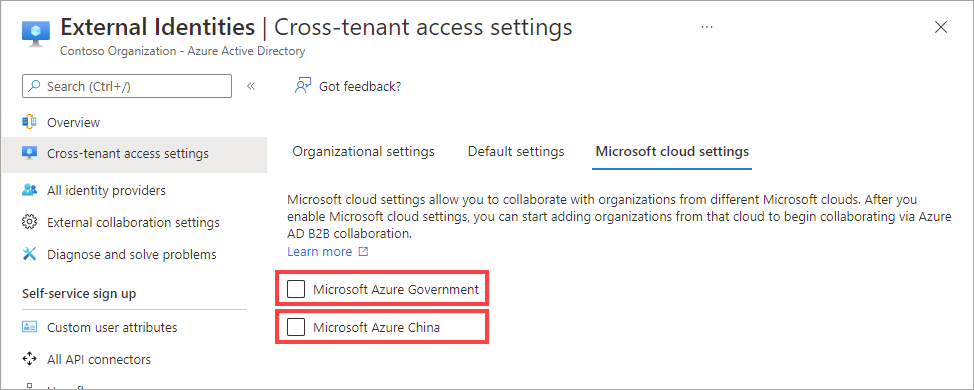 External Identities | Cross-tenant access settings
Contoso Organization - Azure Active Directory
Search (Ctrl+/)
Got feedback?
Overview
Cross-tenant access settings
All identity providers
External collaboration settings
Diagnose and solve problems
Self-service sign up
Custom user attributes
All API connectors
Organizational settings
Default settings
Microsoft cloud settings
Microsoft cloud settings allow you to collaborate with organizations from different Microsoft clouds. After you
enable Microsoft cloud settings, you can start adding organizations from that cloud to begin collaborating via Azure
AD B2B collaboration.
Learn more
Microsoft Azure Government
Microsoft Azure China